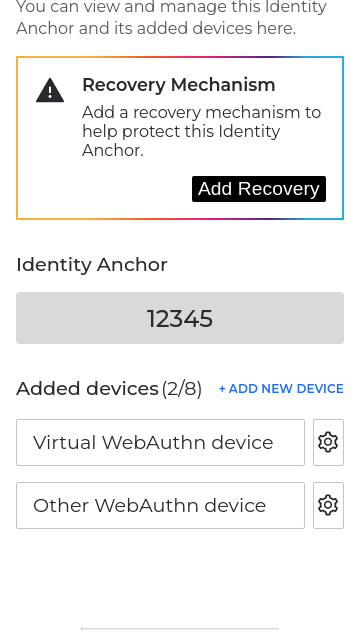 You can view and manage this Identity
Anchor and its added devices here.
Recovery Mechanism
Add a recovery mechanism to
help protect this Identity
Anchor.
Add Recovery
Identity Anchor
12345
Added devices (2/8) + ADD NEW DEVICE
Virtual WebAuthn device
Other WebAuthn device